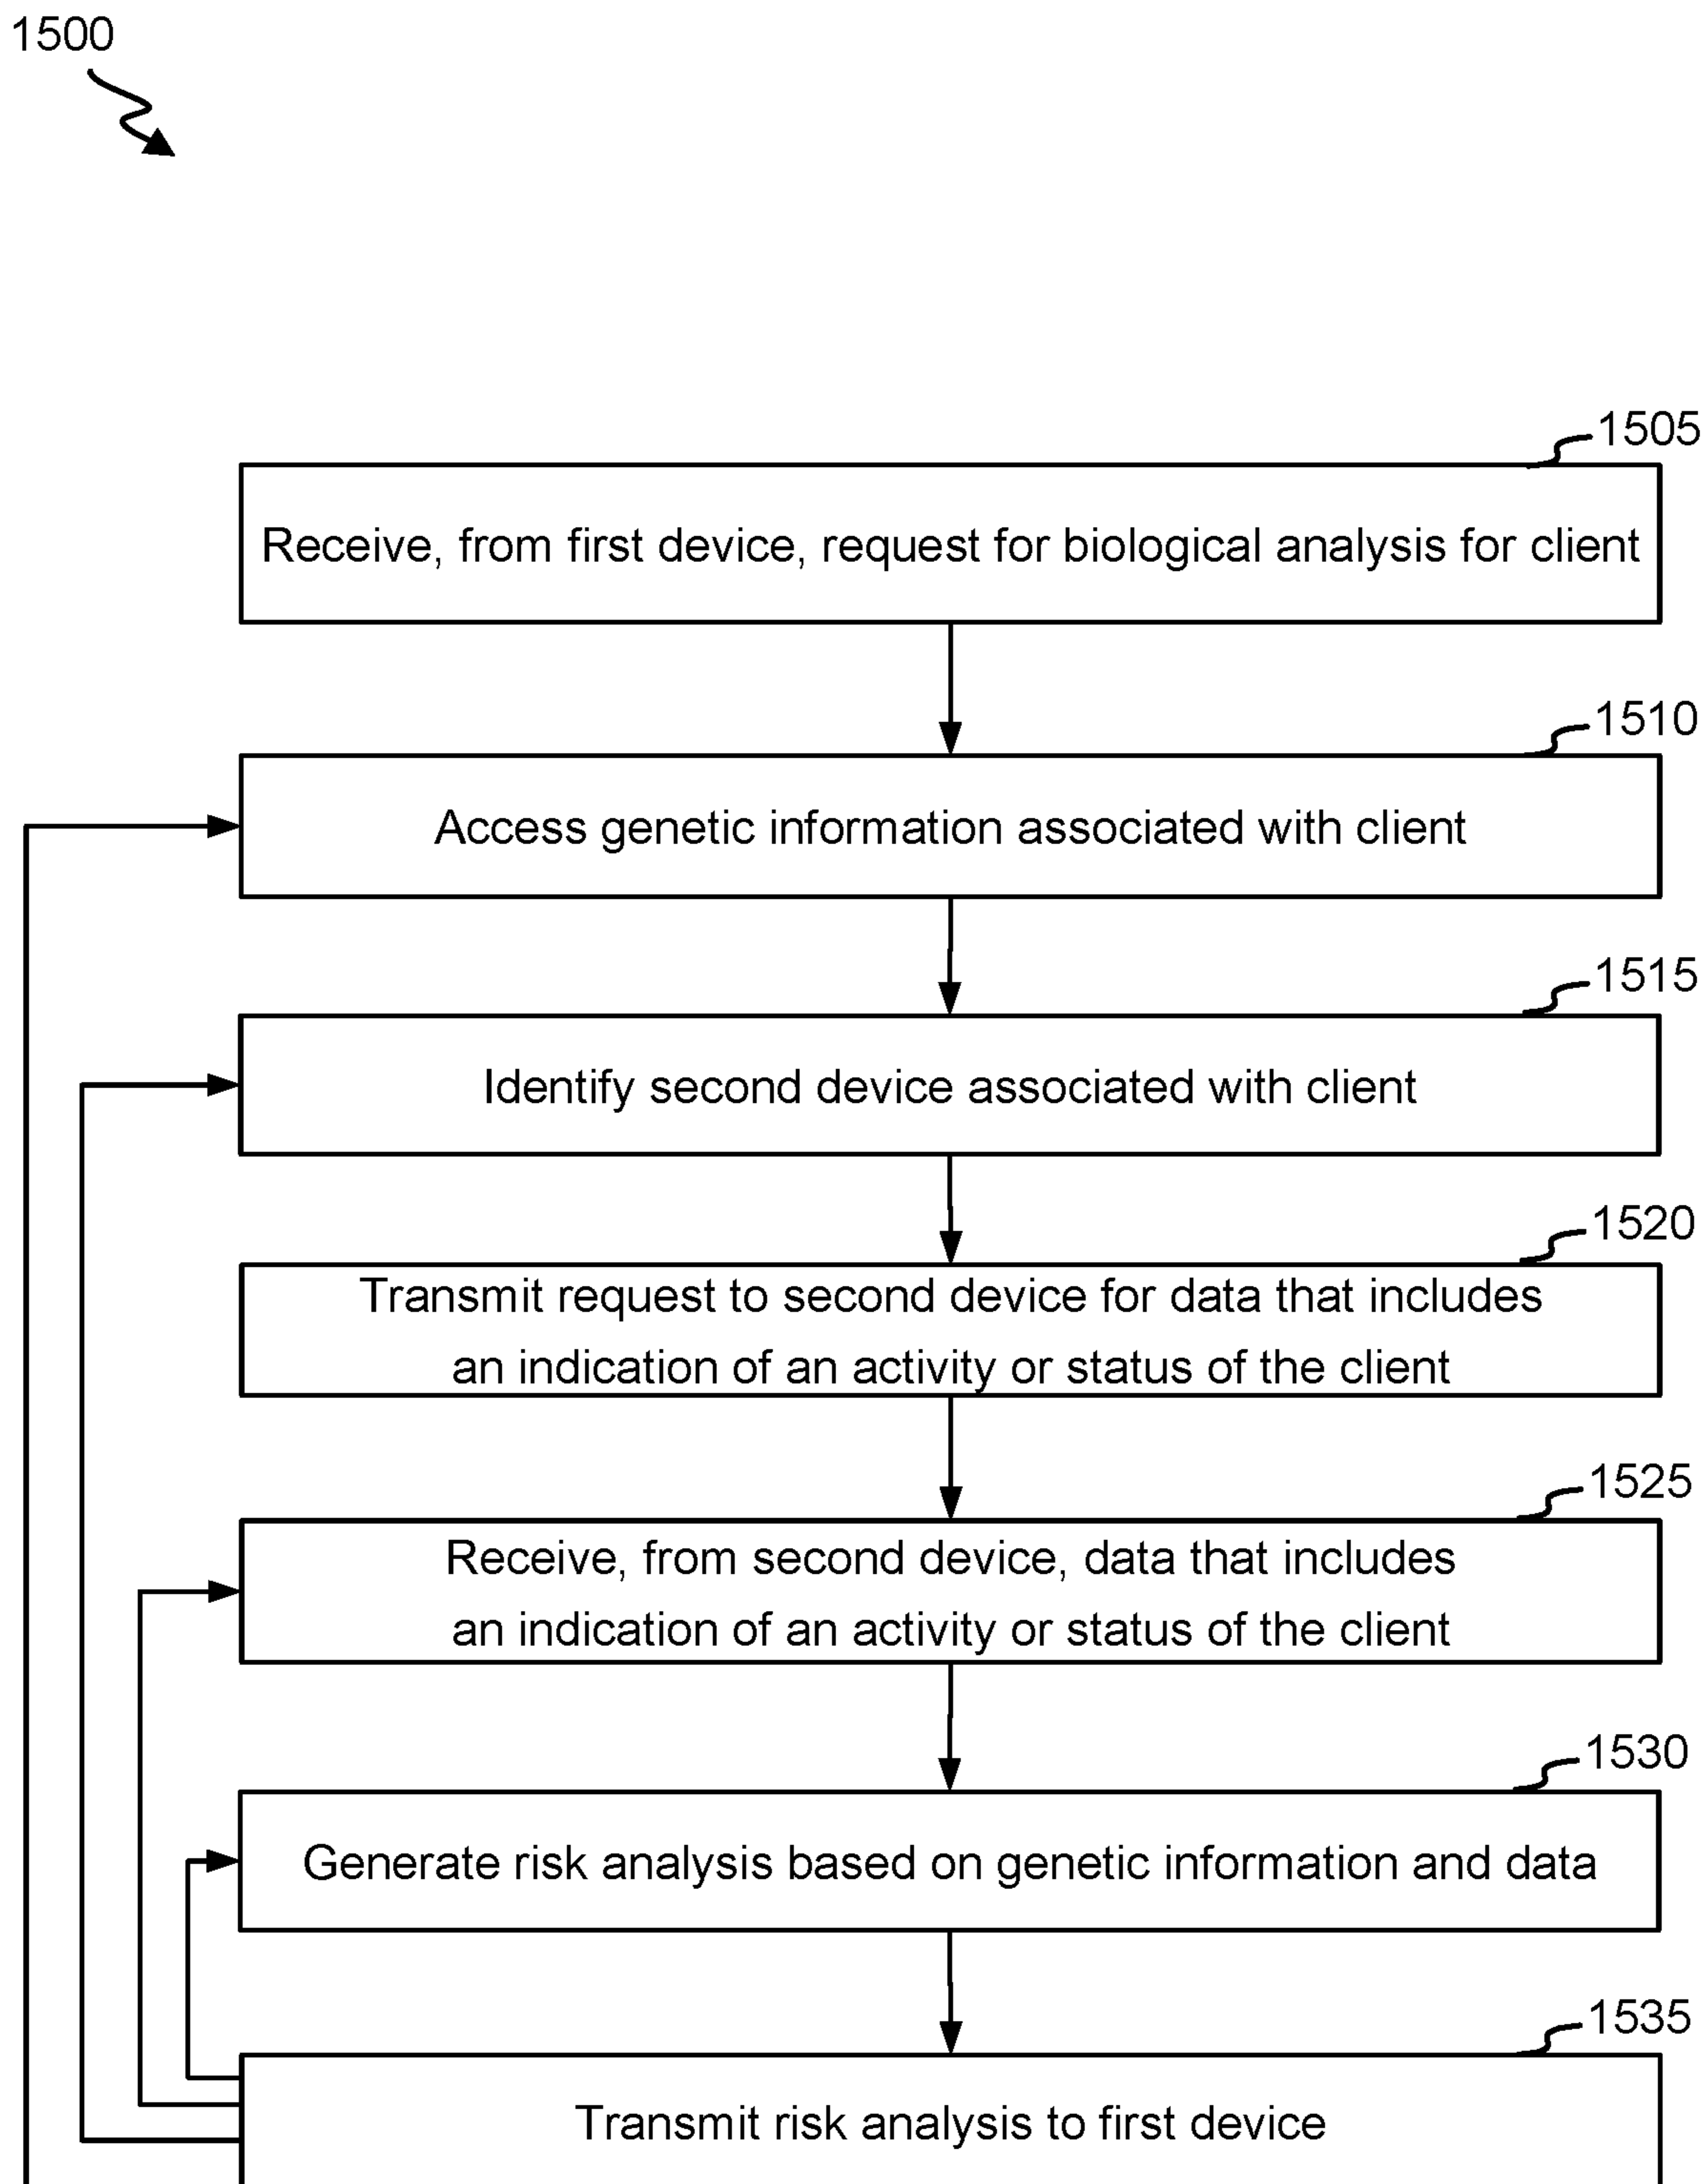 1500
1505
Receive, from first device, request for biological analysis for client
1510
Access genetic information associated with client
1515
Identify second device associated with client
1520
Transmit request to second device for data that includes
an indication of an activity or status of the client
1525
Receive, from second device, data that includes
an indication of an activity or status of the client
1530
Generate risk analysis based on genetic information and data
1535
Transmit risk analysis to first device